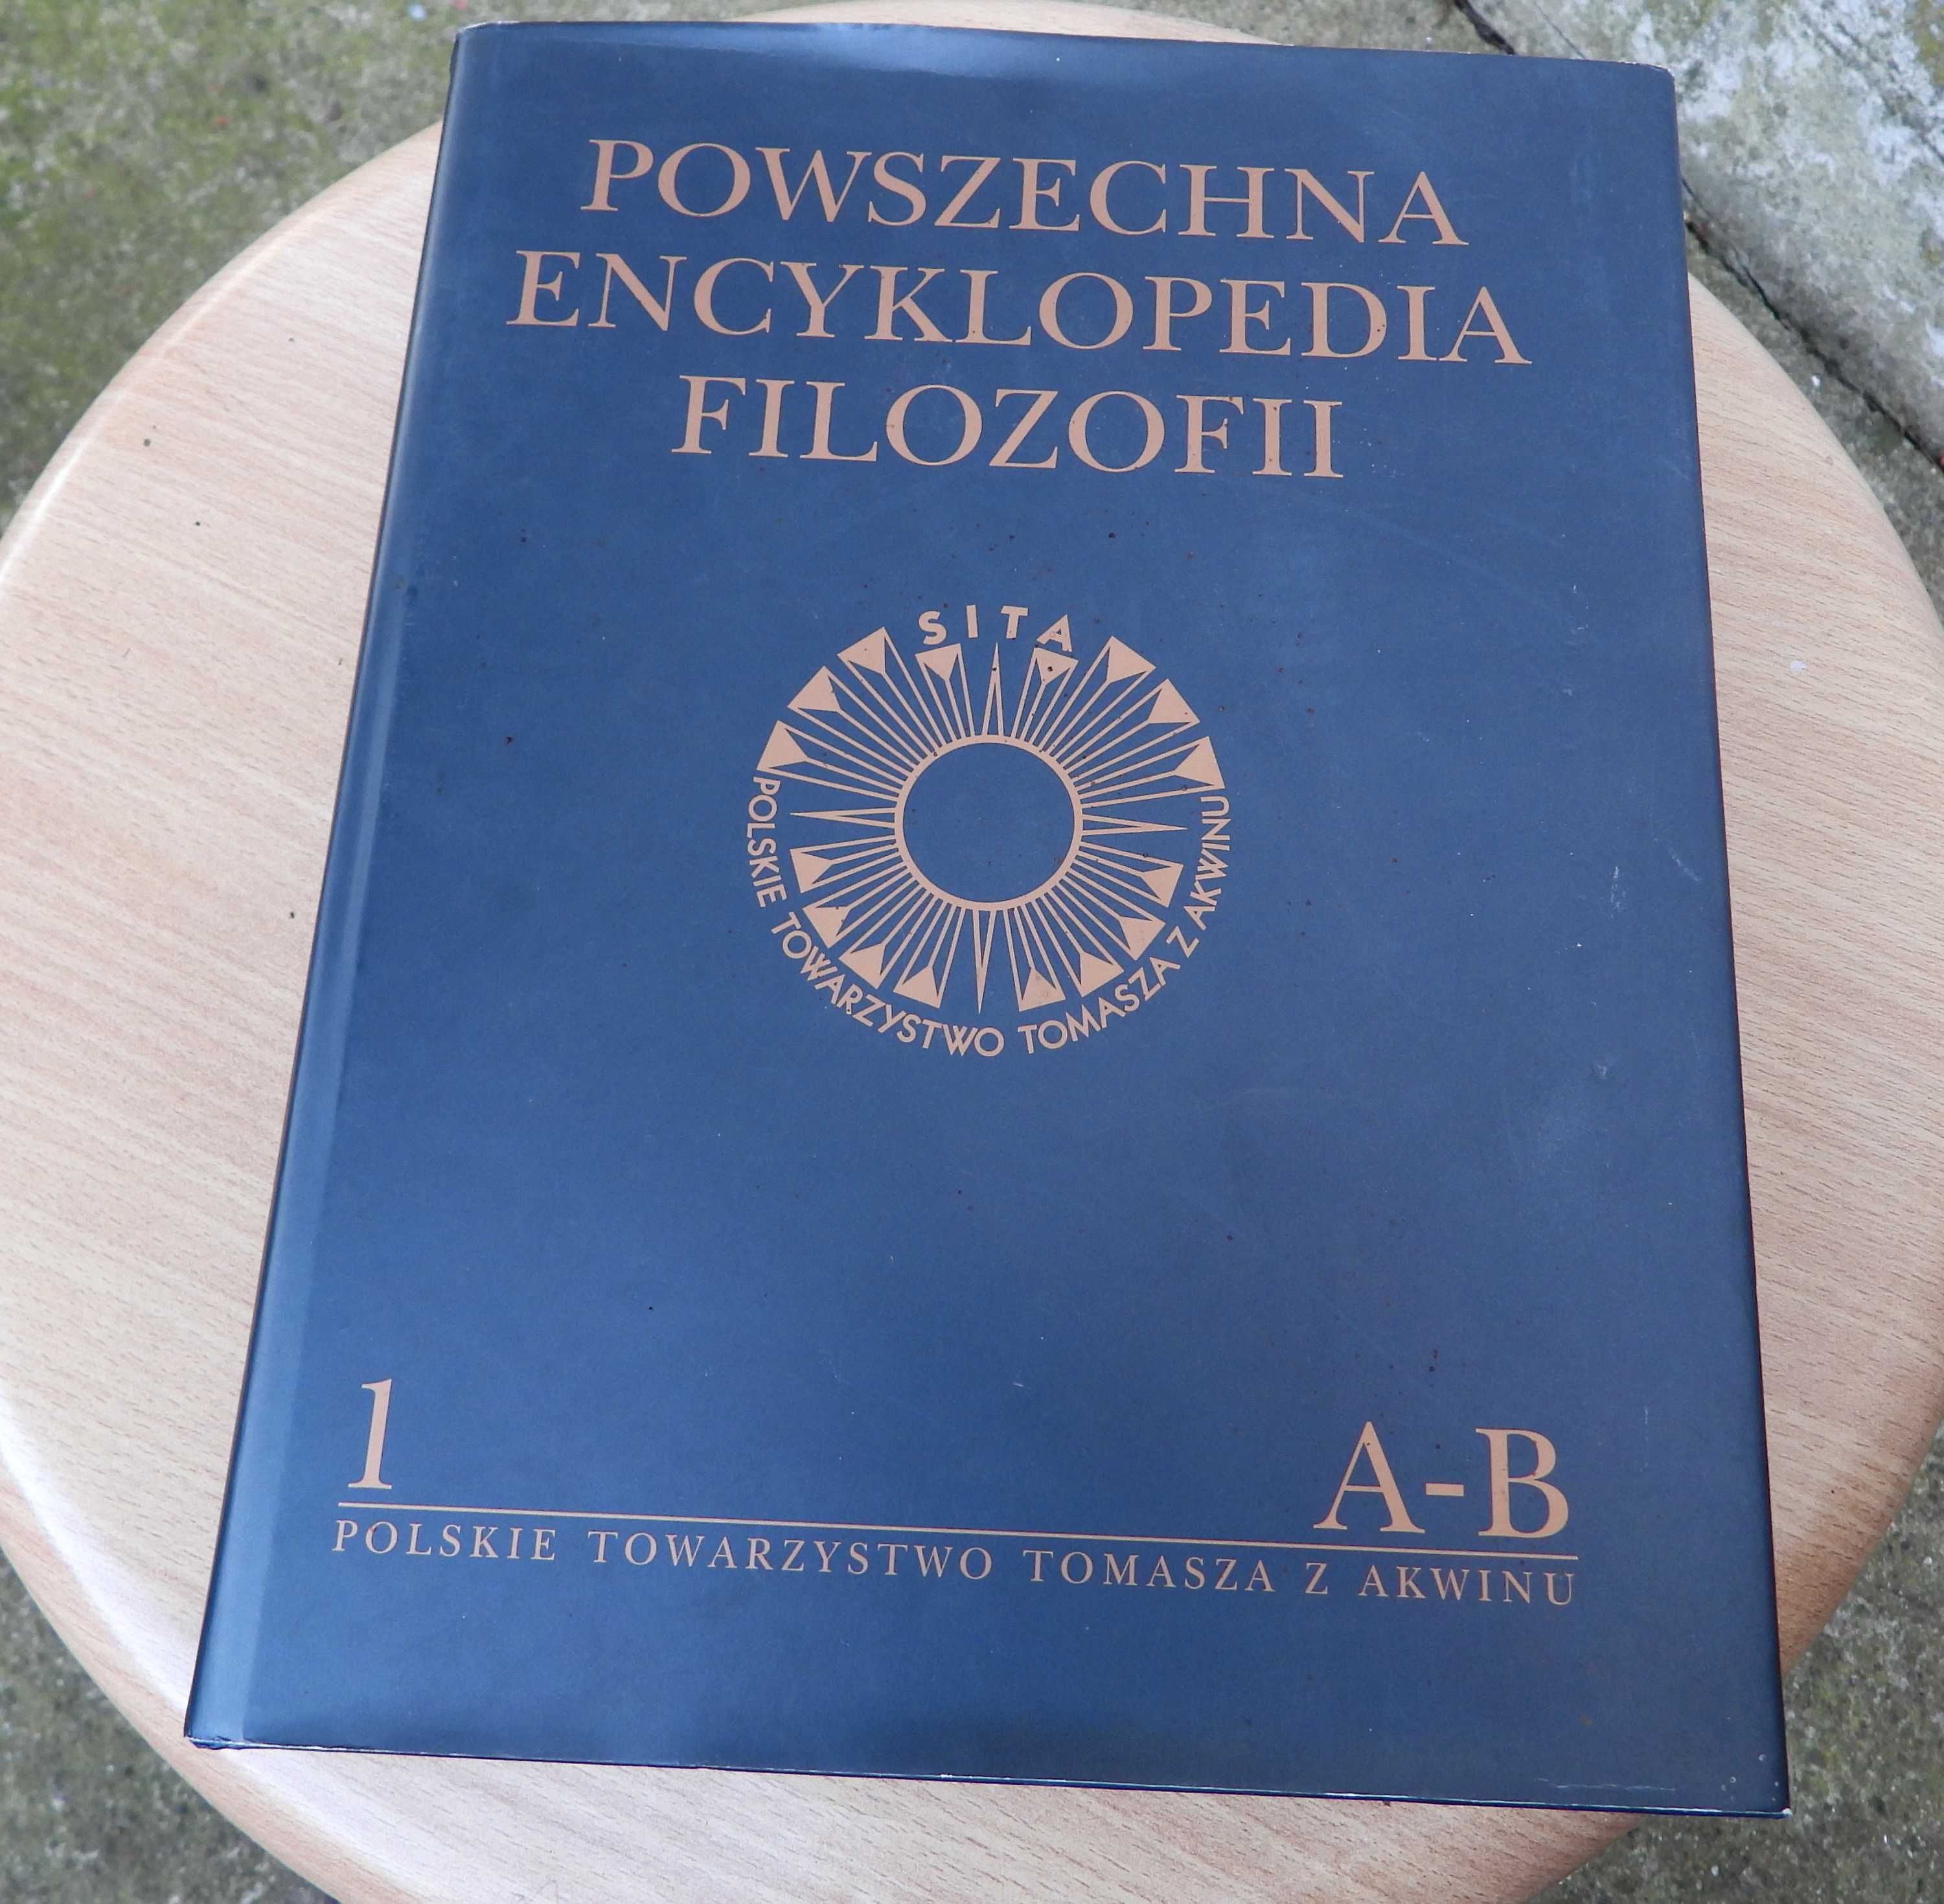 POWSZECHNA
ENCYKLOPEDIA
FILOZOFII
SITA
POLSKIE TOWARZYSTWO TOMASZA Z AKWINU
1
A-B
POLSKIE TOWARZYSTWO TOMASZA Z AKWINU